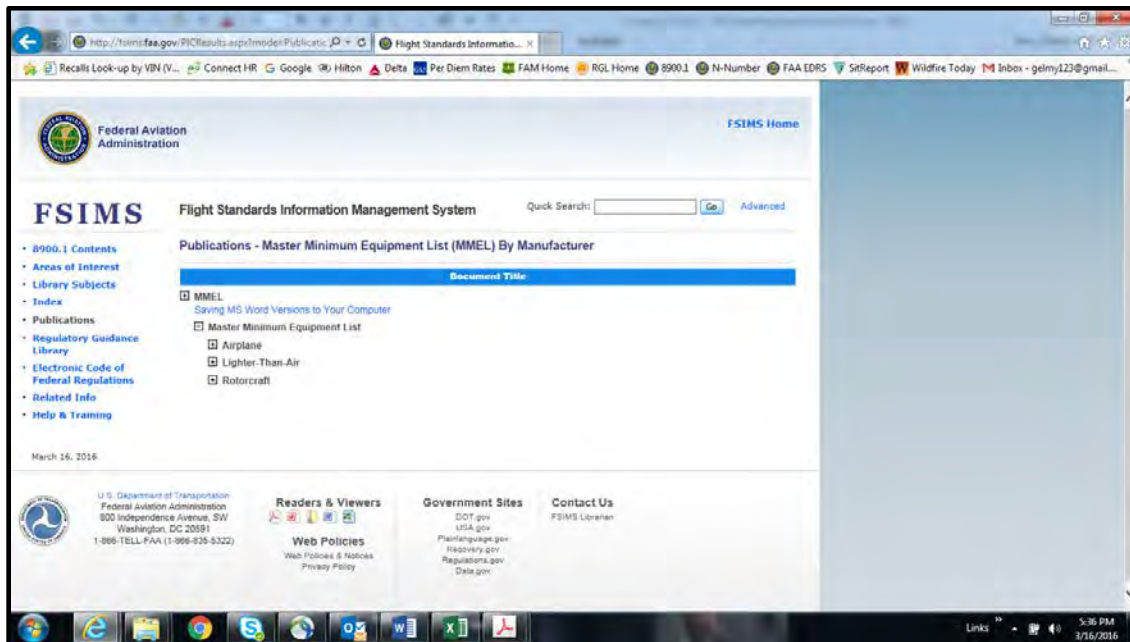 http://fsims.faa.gov/PICResults.aspx?mode=Publicatic
Flight Standards Informatio...
Recalls Look-up by VIN (V... Connect HR Google Hilton Delta Per Diem Rates FAM Home RGL Home 8900.1 N-Number FAA EDRS SitReport Wildfire Today Inbox - gelmy123@gmail....
Federal Aviation
Administration
FSIMS Home
FSIMS
Flight Standards Information Management System
Quick Search: Go Advanced
8900.1 Contents
Areas of Interest
Library Subjects
Index
Publications
Regulatory Guidance
Library
Electronic Code of
Federal Regulations
Related Info
Help & Training
Publications - Master Minimum Equipment List (MMEL) By Manufacturer
Document Title
MMEL
Saving MS Word Versions to Your Computer
Master Minimum Equipment List
Airplane
Lighter-Than-Air
Rotorcraft
March 16, 2016
U.S. Department of Transportation
Federal Aviation Administration
800 Independence Avenue, SW
Washington, DC 20591
1-866-TELL-FAA (1-866-835-5322)
Readers & Viewers
Web Policies
Web Policies & Notices
Privacy Policy
Government Sites
DOT.gov
USA.gov
Plainlanguage.gov
Recovery.gov
Regulations.gov
Data.gov
Contact Us
FSIMS Librarian
Links
5:36 PM
3/16/2016